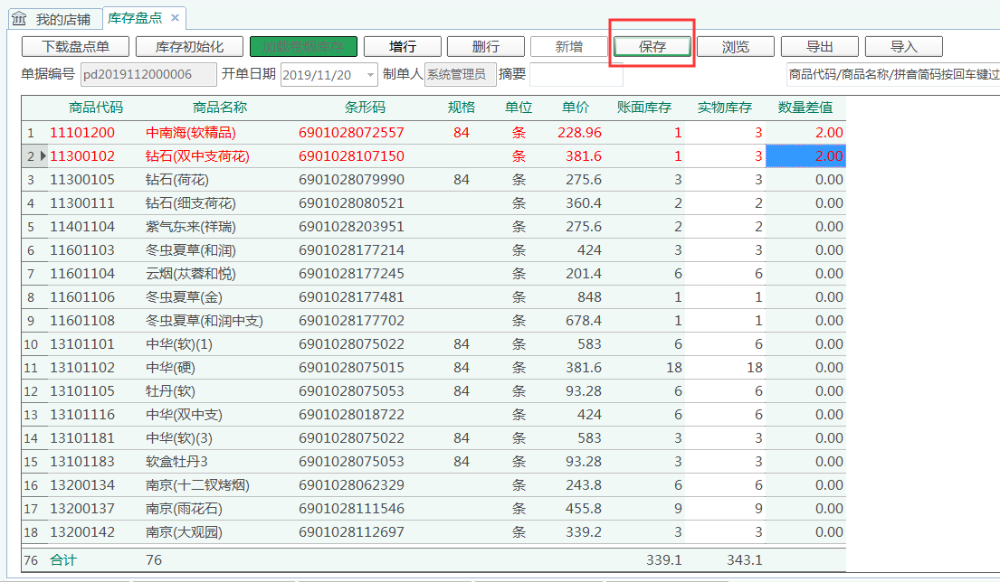 我的店铺 库存盘点 ×
下载盘点单 库存初始化 加载卷烟库存 增行 删行 新增 保存 浏览 导出 导入
单据编号 pd2019112000006 开单日期 2019/11/20 制单人 系统管理员 摘要 商品代码/商品名称/拼音简码按回车键过
商品代码 商品名称 条形码 规格 单位 单价 账面库存 实物库存 数量差值
1 11101200 中南海(软精品) 6901028072557 84 条 228.96 1 3 2.00
2 11300102 钻石(双中支荷花) 6901028107150 条 381.6 1 3 2.00
3 11300105 钻石(荷花) 6901028079990 84 条 275.6 3 3 0.00
4 11300111 钻石(细支荷花) 6901028080521 条 360.4 2 2 0.00
5 11401104 紫气东来(祥瑞) 6901028203951 条 275.6 2 2 0.00
6 11601103 冬虫夏草(和润) 6901028177214 条 424 3 3 0.00
7 11601104 云烟(苁蓉和悦) 6901028177245 条 201.4 6 6 0.00
8 11601106 冬虫夏草(金) 6901028177481 条 848 1 1 0.00
9 11601108 冬虫夏草(和润中支) 6901028177702 条 678.4 1 1 0.00
10 13101101 中华(软)(1) 6901028075022 84 条 583 6 6 0.00
11 13101102 中华(硬) 6901028075015 84 条 381.6 18 18 0.00
12 13101105 牡丹(软) 6901028075053 84 条 93.28 6 6 0.00
13 13101116 中华(双中支) 6901028018722 条 424 6 6 0.00
14 13101181 中华(软)(3) 6901028075022 84 条 583 3 3 0.00
15 13101183 软盒牡丹3 6901028075053 84 条 93.28 3 3 0.00
16 13200134 南京(十二钗烤烟) 6901028062329 条 243.8 6 6 0.00
17 13200137 南京(雨花石) 6901028111546 条 455.8 9 9 0.00
18 13200142 南京(大观园) 6901028112697 条 339.2 3 3 0.00
76 合计 76 339.1 343.1